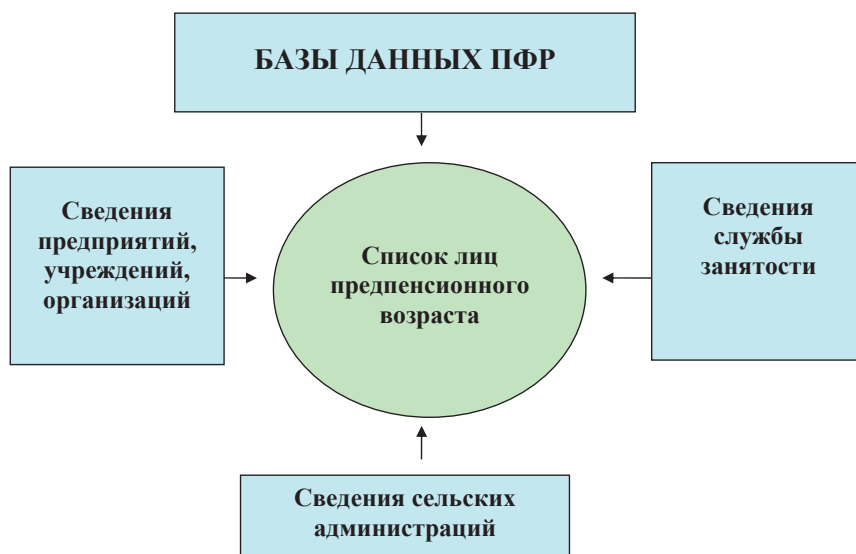 БАЗЫ ДАННЫХ ПФР
Сведения
предприятий,
учреждений,
организаций
Список лиц
предпенсионного
возраста
Сведения
службы
занятости
Сведения сельских
администраций